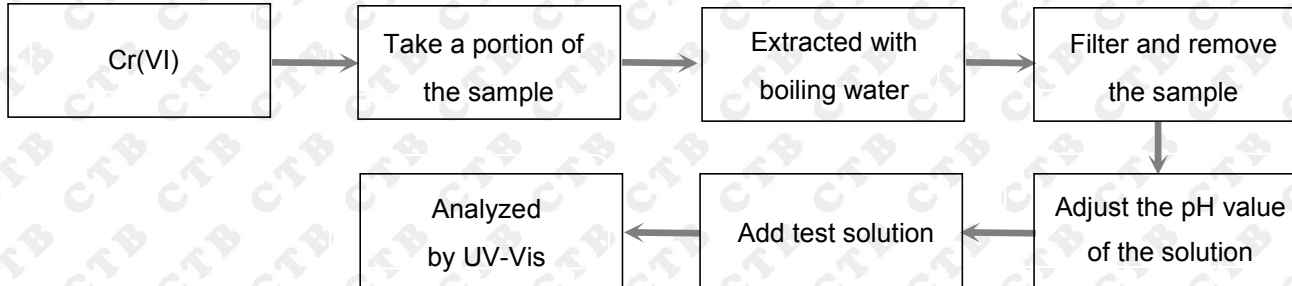 Cr(VI)
Take a portion of
the sample
Extracted with
boiling water
Filter and remove
the sample
Adjust the pH value
of the solution
Add test solution
Analyzed
by UV-Vis
CTB